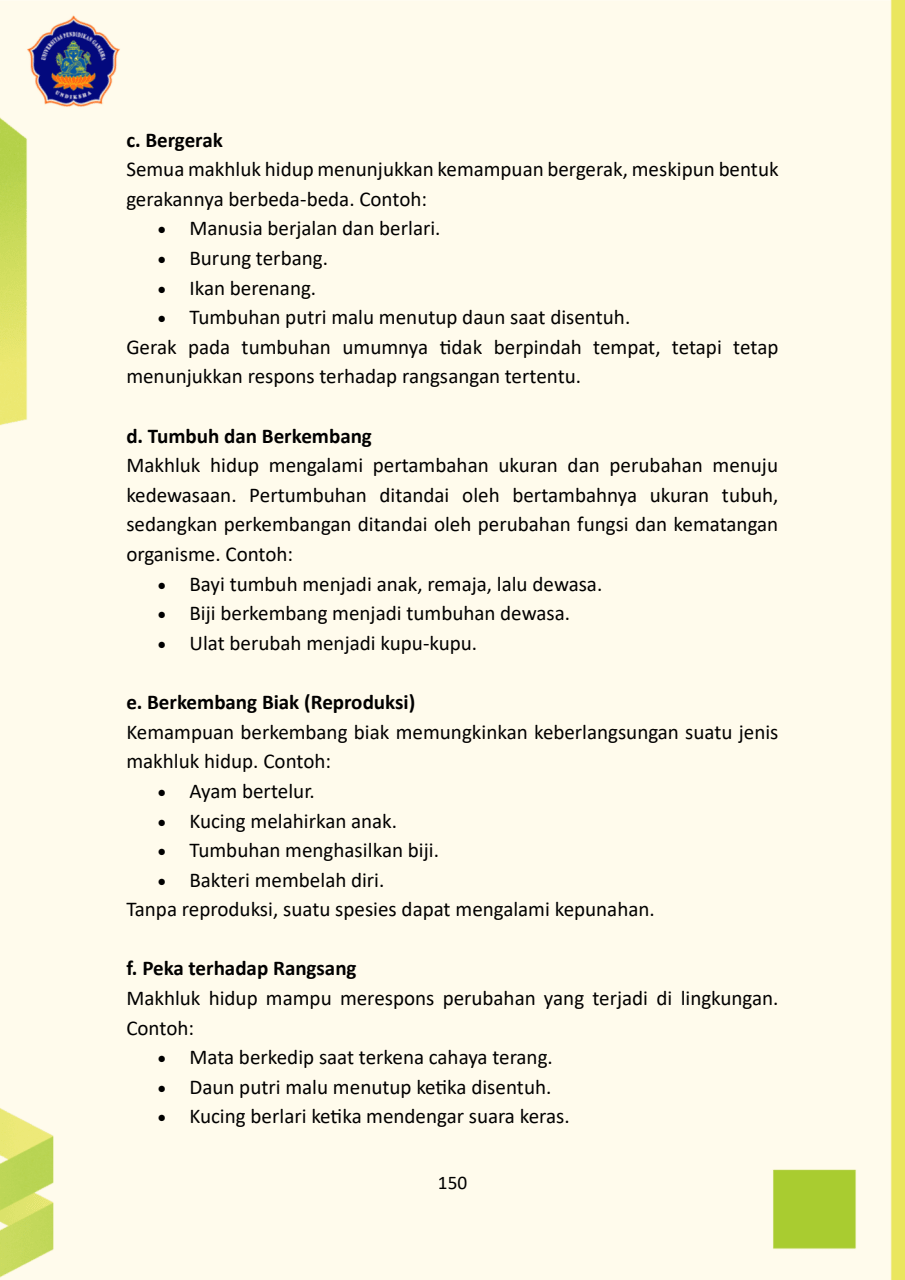 UNIVERSITAS PENDIDIKAN GANESHA
UNDIKSHA
c. Bergerak
Semua makhluk hidup menunjukkan kemampuan bergerak, meskipun bentuk
gerakannya berbeda-beda. Contoh:
• Manusia berjalan dan berlari.
• Burung terbang.
• Ikan berenang.
• Tumbuhan putri malu menutup daun saat disentuh.
Gerak pada tumbuhan umumnya tidak berpindah tempat, tetapi tetap
menunjukkan respons terhadap rangsangan tertentu.
d. Tumbuh dan Berkembang
Makhluk hidup mengalami pertambahan ukuran dan perubahan menuju
kedewasaan. Pertumbuhan ditandai oleh bertambahnya ukuran tubuh,
sedangkan perkembangan ditandai oleh perubahan fungsi dan kematangan
organisme. Contoh:
• Bayi tumbuh menjadi anak, remaja, lalu dewasa.
• Biji berkembang menjadi tumbuhan dewasa.
• Ulat berubah menjadi kupu-kupu.
e. Berkembang Biak (Reproduksi)
Kemampuan berkembang biak memungkinkan keberlangsungan suatu jenis
makhluk hidup. Contoh:
• Ayam bertelur.
• Kucing melahirkan anak.
• Tumbuhan menghasilkan biji.
• Bakteri membelah diri.
Tanpa reproduksi, suatu spesies dapat mengalami kepunahan.
f. Peka terhadap Rangsang
Makhluk hidup mampu merespons perubahan yang terjadi di lingkungan.
Contoh:
• Mata berkedip saat terkena cahaya terang.
• Daun putri malu menutup ketika disentuh.
• Kucing berlari ketika mendengar suara keras.
150